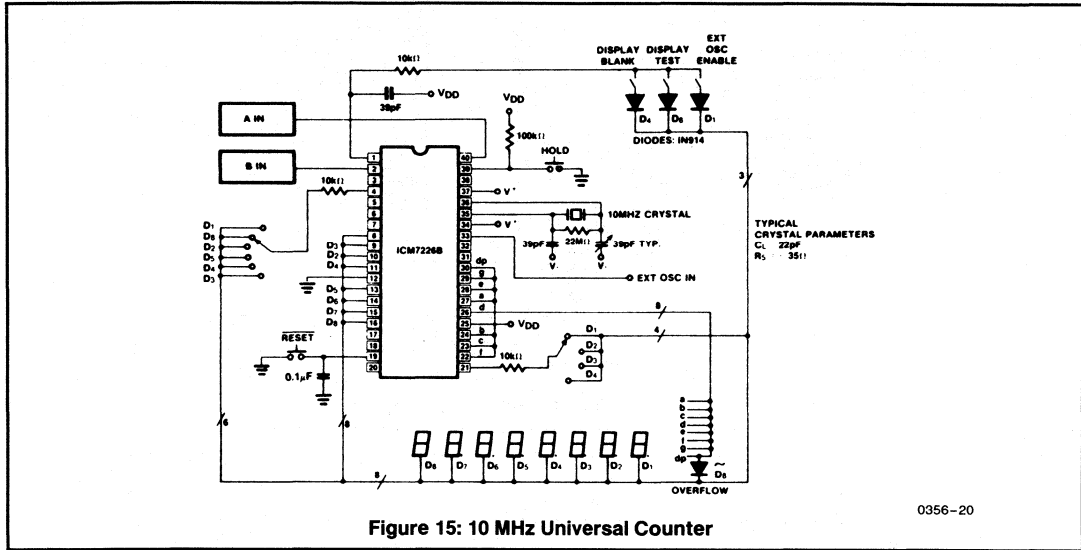 EXT
DISPLAY DISPLAY OSC
BLANK TEST ENABLE
10kΩ
39pF
VDD
VDD
D4 D8 D1
DIODES: IN914
A IN
100kΩ
HOLD
B IN
10kΩ
3
1
2
3
4
5
6
7
8
9
10
11
12
13
14
15
16
17
18
19
20
40
39
38
37
36
35
34
33
32
31
30
29
28
27
26
25
24
23
22
21
ICM7226B
V+
10MHZ CRYSTAL
V+
39pF 22MΩ 39pF TYP.
V- V-
EXT OSC IN
TYPICAL
CRYSTAL PARAMETERS
CL 22pF
RS 35Ω
D1
D8
D2
D5
D4
D3
D3
D2
D4
D5
D6
D7
D8
dp
g
e
a
d
VDD
b
c
f
8
4
10kΩ
D1
D2
D3
D4
RESET
0.1µF
6
8
8
a
b
c
d
e
f
g
dp
D8
OVERFLOW
D8 D7 D6 D5 D4 D3 D2 D1
0356–20
Figure 15: 10 MHz Universal Counter